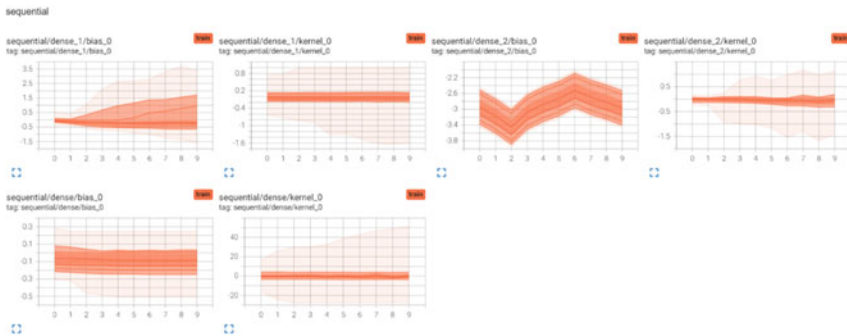 sequential
sequential/dense_1/bias_0 train
tag: sequential/dense_1/bias_0
3.5
2.5
1.5
0.5
-0.5
-1.5
0 1 2 3 4 5 6 7 8 9
sequential/dense_1/kernel_0 train
tag: sequential/dense_1/kernel_0
0.8
0.2
-0.4
-1
-1.6
0 1 2 3 4 5 6 7 8 9
sequential/dense_2/bias_0 train
tag: sequential/dense_2/bias_0
-2.2
-2.6
-3
-3.4
-3.8
0 1 2 3 4 5 6 7 8 9
sequential/dense_2/kernel_0 train
tag: sequential/dense_2/kernel_0
0.5
-0.5
-1.5
0 1 2 3 4 5 6 7 8 9
sequential/dense/bias_0 train
tag: sequential/dense/bias_0
0.3
0.1
-0.1
-0.3
-0.5
0 1 2 3 4 5 6 7 8 9
sequential/dense/kernel_0 train
tag: sequential/dense/kernel_0
40
20
0
-20
0 1 2 3 4 5 6 7 8 9